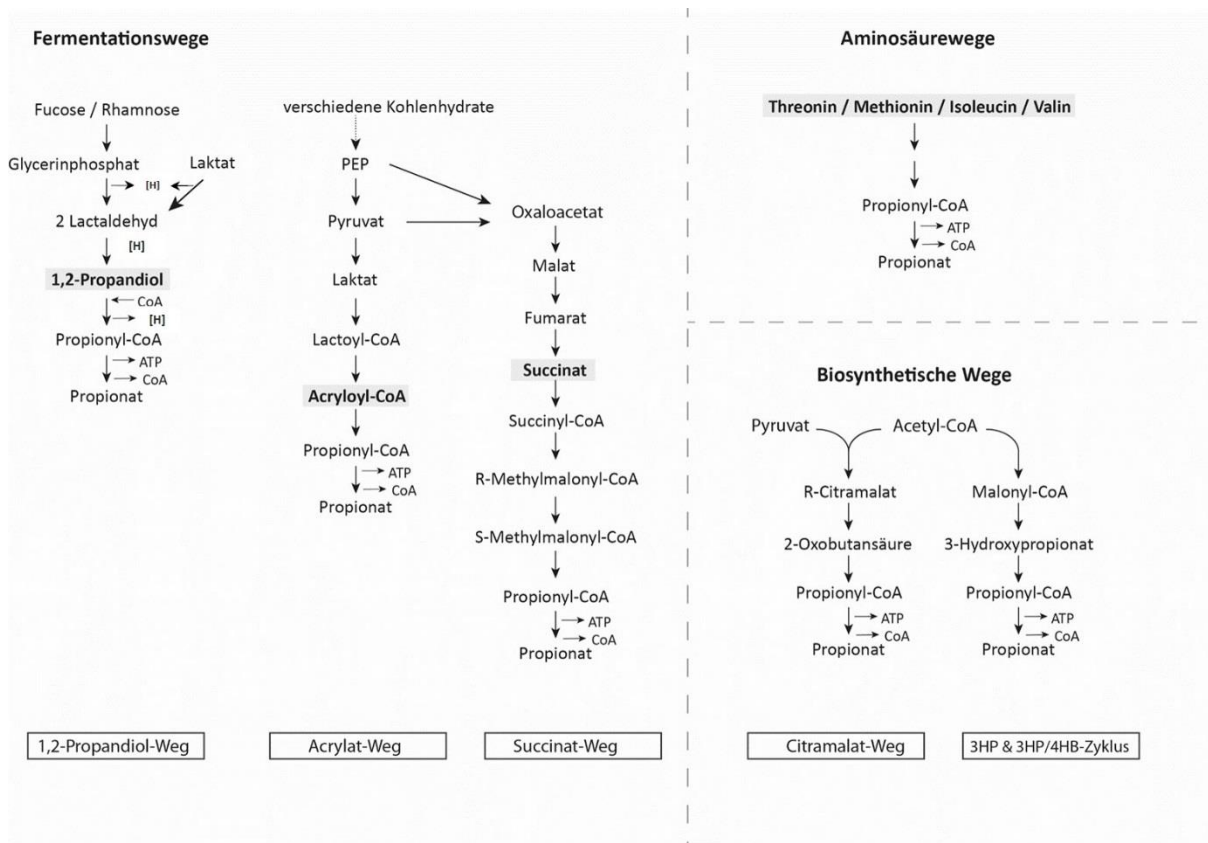 Fermentationswege
Fucose / Rhamnose
Glycerinphosphat
Laktat
[H]
2 Lactaldehyd
[H]
1,2-Propandiol
CoA
[H]
Propionyl-CoA
ATP
CoA
Propionat
1,2-Propandiol-Weg
verschiedene Kohlenhydrate
PEP
Pyruvat
Laktat
Lactoyl-CoA
Acryloyl-CoA
Propionyl-CoA
ATP
CoA
Propionat
Acrylat-Weg
Oxaloacetat
Malat
Fumarat
Succinat
Succinyl-CoA
R-Methylmalonyl-CoA
S-Methylmalonyl-CoA
Propionyl-CoA
ATP
CoA
Propionat
Succinat-Weg
Aminosäurewege
Threonin / Methionin / Isoleucin / Valin
Propionyl-CoA
ATP
CoA
Propionat
Biosynthetische Wege
Pyruvat
Acetyl-CoA
R-Citramalat
2-Oxobutansäure
Propionyl-CoA
ATP
CoA
Propionat
Citramalat-Weg
Malonyl-CoA
3-Hydroxypropionat
Propionyl-CoA
ATP
CoA
Propionat
3HP & 3HP/4HB-Zyklus